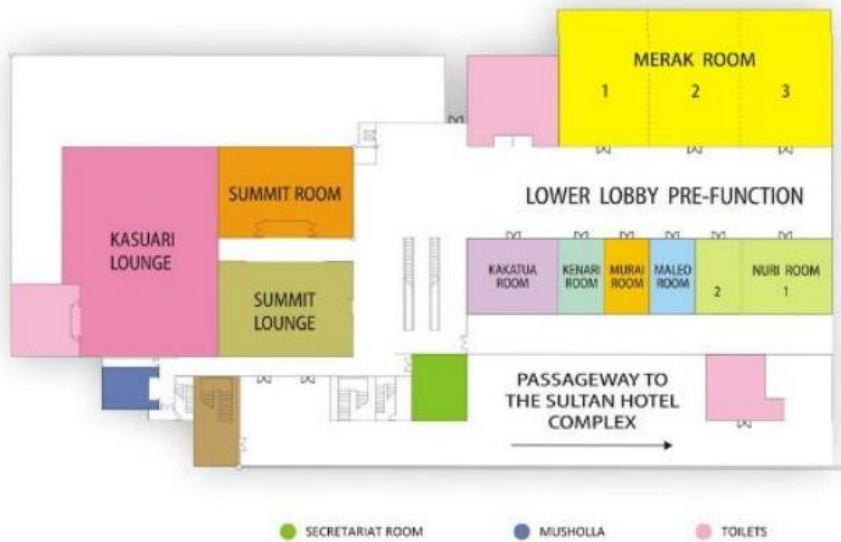 MERAK ROOM
1 2 3
SUMMIT ROOM
LOWER LOBBY PRE-FUNCTION
KASUARI
LOUNGE
KAKATUA
ROOM
KENARI
ROOM
MURAI
ROOM
MALEO
ROOM
NURI ROOM
2 1
SUMMIT
LOUNGE
PASSAGEWAY TO
THE SULTAN HOTEL
COMPLEX
SECRETARIAT ROOM
MUSHOLLA
TOILETS